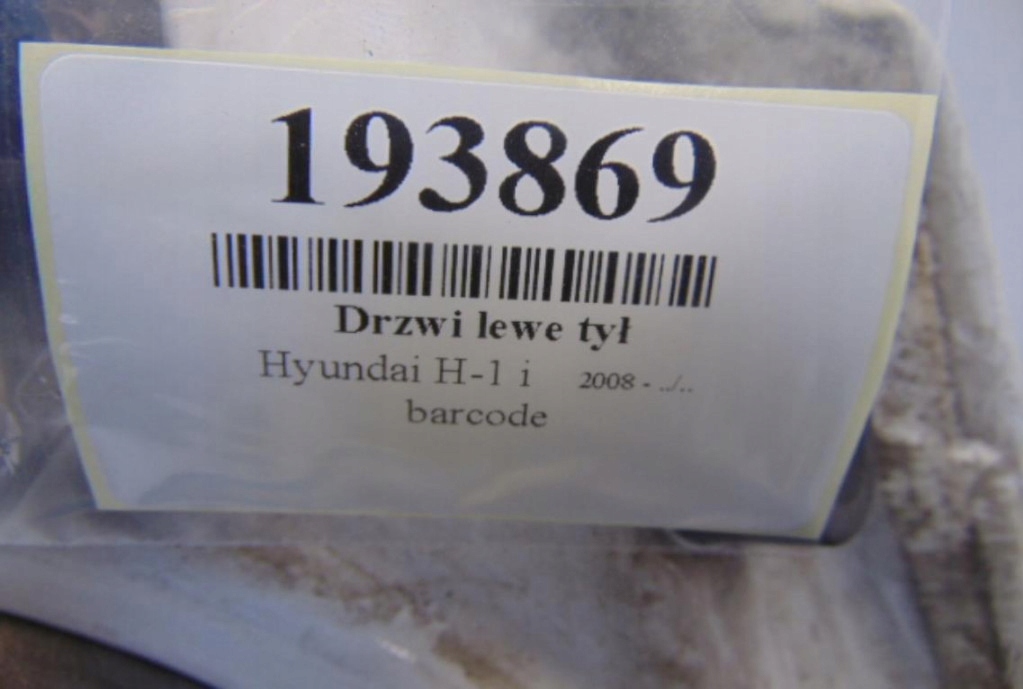 193869
Drzwi lewe tył
Hyundai H-1 i 2008 - ../..
barcode